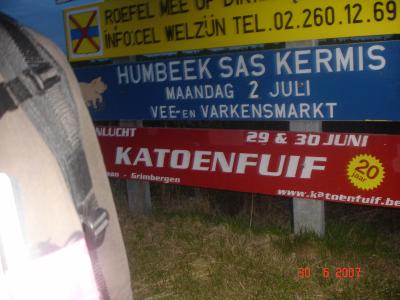 ROEFEL MEE OP
INFO:CEL WELZIJN TEL.02.260.12.69
HUMBEEK SAS KERMIS
MAANDAG 2 JULI
VEE-EN VARKENSMARKT
29 & 30 JUNI
KATOENFUIF
20
jaar
Grimbergen
www.katoenfuif.be
30 6 2007